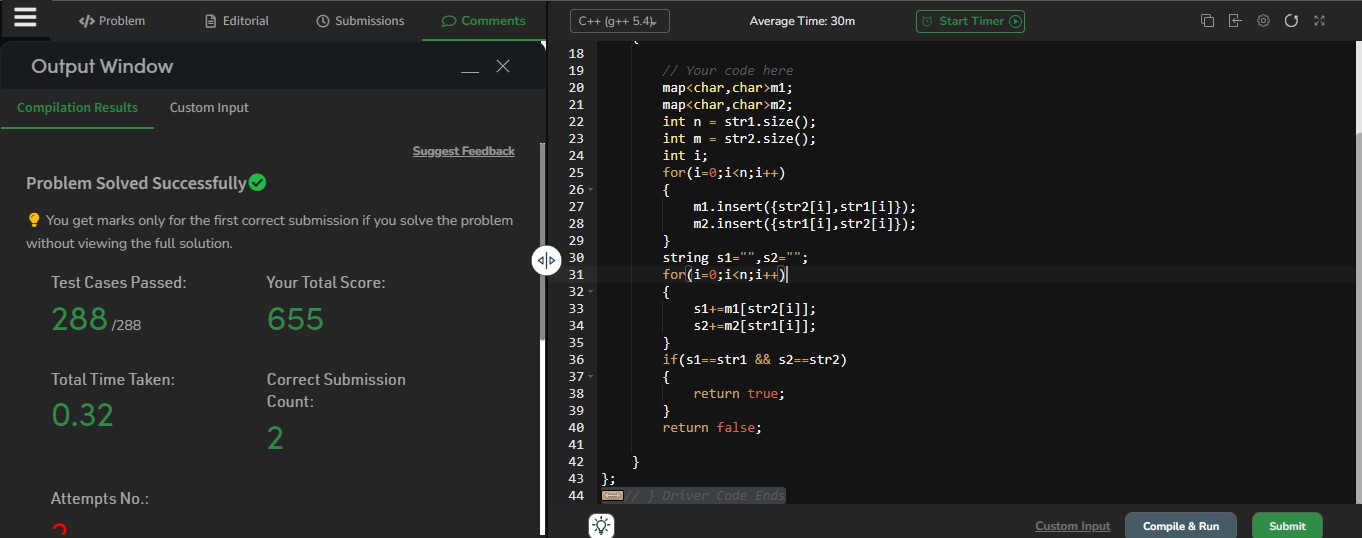 Problem
Editorial
Submissions
Comments
C++ (g++ 5.4)
Average Time: 30m
Start Timer
Output Window
Compilation Results
Custom Input
Suggest Feedback
Problem Solved Successfully
You get marks only for the first correct submission if you solve the problem
without viewing the full solution.
Test Cases Passed:
Your Total Score:
288 /288
655
Total Time Taken:
Correct Submission
Count:
0.32
2
Attempts No.:
18
19 // Your code here
20 map<char,char>m1;
21 map<char,char>m2;
22 int n = str1.size();
23 int m = str2.size();
24 int i;
25 for(i=0;i<n;i++)
26 {
27 m1.insert({str2[i],str1[i]});
28 m2.insert({str1[i],str2[i]});
29 }
30 string s1="",s2="";
31 for(i=0;i<n;i++)
32 {
33 s1+=m1[str2[i]];
34 s2+=m2[str1[i]];
35 }
36 if(s1==str1 && s2==str2)
37 {
38 return true;
39 }
40 return false;
41
42 }
43 };
44 // } Driver Code Ends
Custom Input
Compile & Run
Submit